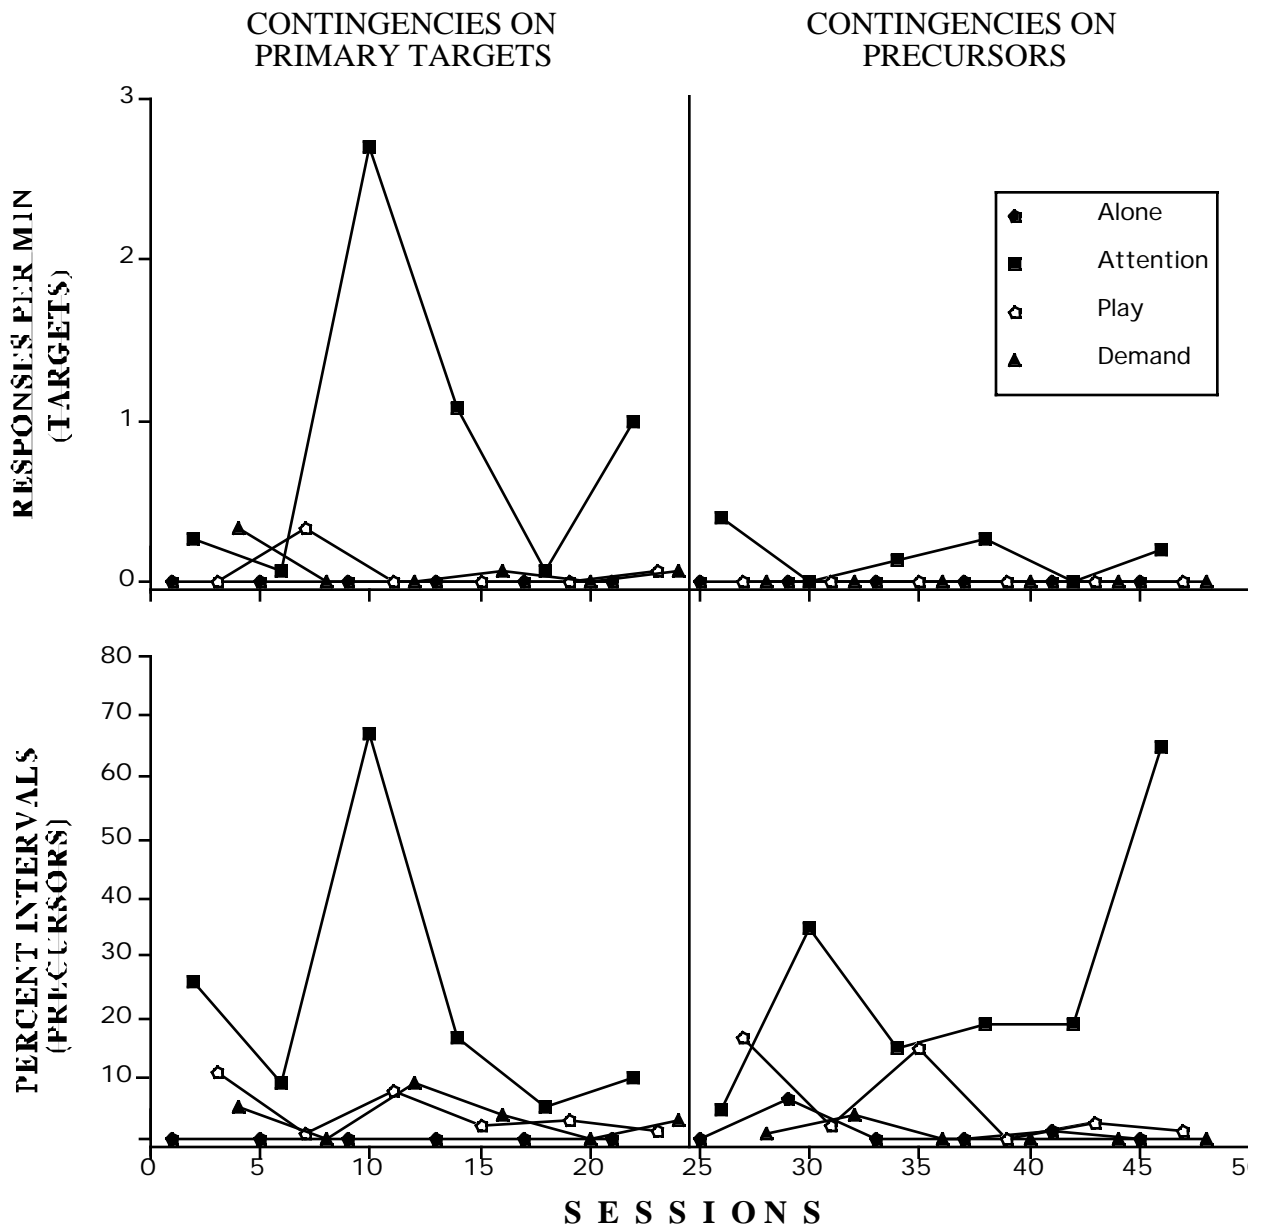 CONTINGENCIES ON
PRIMARY TARGETS
CONTINGENCIES ON
PRECURSORS
RESPONSES PER MIN
(TARGETS)
3
2
1
0
Alone
Attention
Play
Demand
PERCENT INTERVALS
(PRECURSORS)
80
70
60
50
40
30
20
10
0
5
10
15
20
25
30
35
40
45
SESSIONS